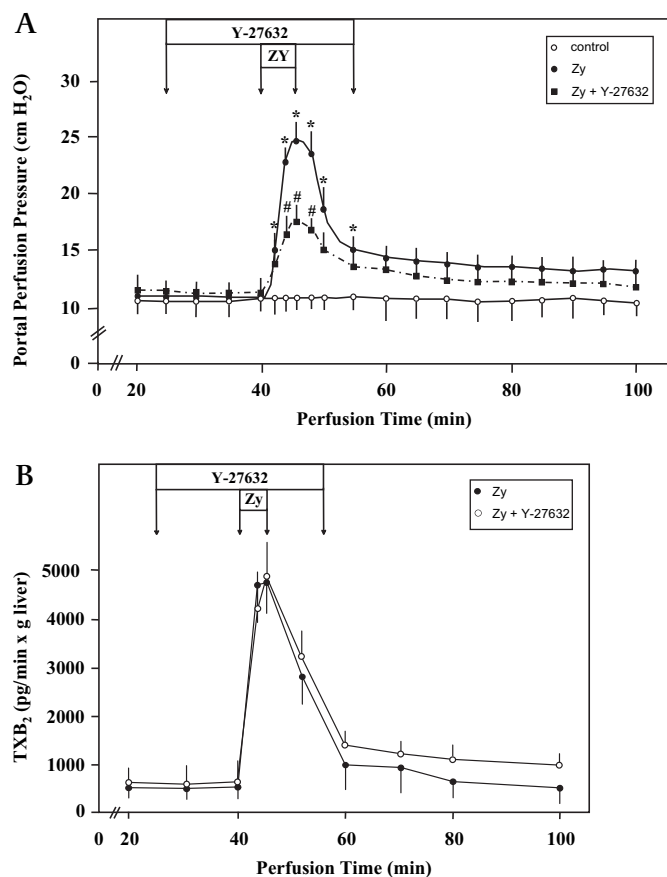 A
Y-27632
ZY
control
Zy
Zy + Y-27632
Portal Perfusion Pressure (cm H2O)
30
25
20
15
10
0
* * * * * *
# # #
0 20 40 60 80 100
Perfusion Time (min)
B
Y-27632
Zy
Zy
Zy + Y-27632
TXB2 (pg/min x g liver)
5000
4000
3000
2000
1000
0
0 20 40 60 80 100
Perfusion Time (min)